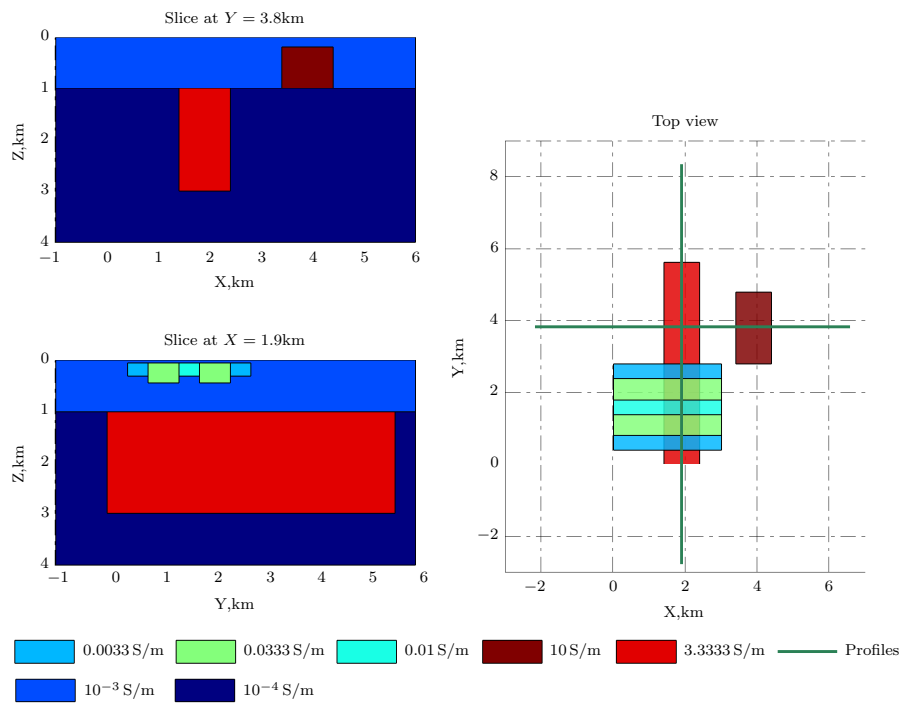 Slice at Y = 3.8km
0
1
2
3
4
Z,km
−1 0 1 2 3 4 5 6
X,km
Slice at X = 1.9km
0
1
2
3
4
Z,km
−1 0 1 2 3 4 5 6
Y,km
Top view
8
6
4
2
0
−2
Y,km
−2 0 2 4 6
X,km
0.0033 S/m 0.0333 S/m 0.01 S/m 10 S/m 3.3333 S/m Profiles
10⁻³ S/m 10⁻⁴ S/m